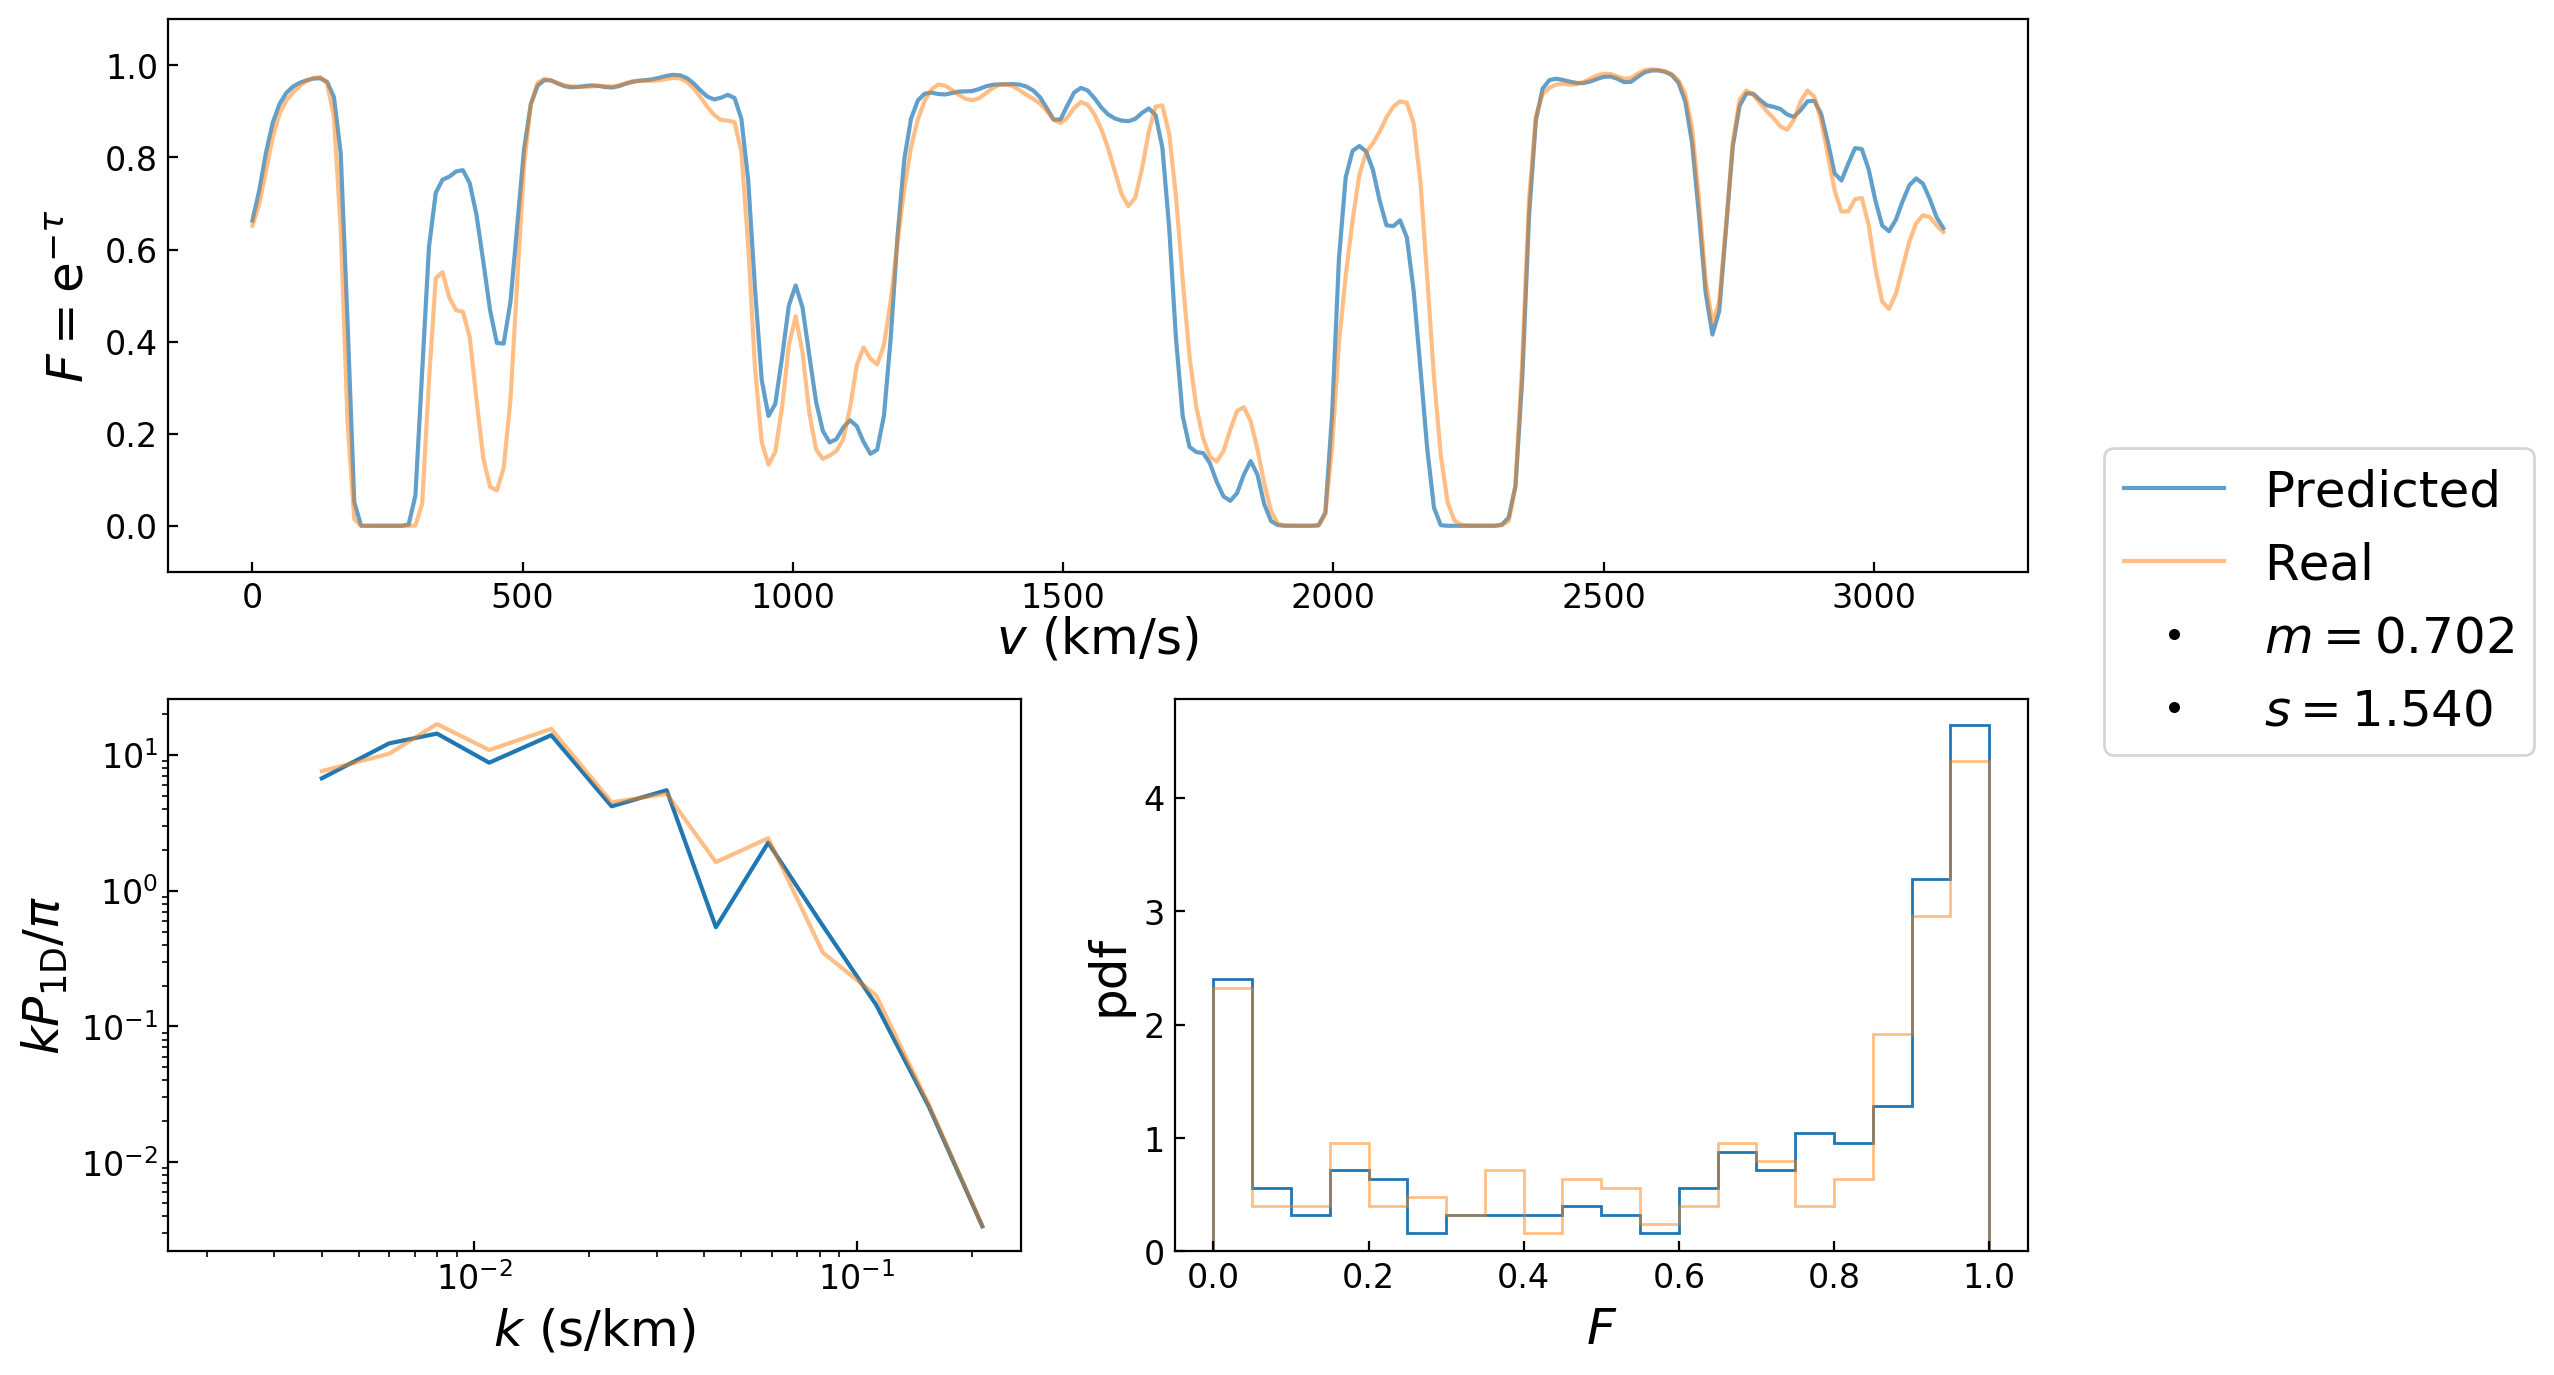 1.0
0.8
0.6
0.4
0.2
0.0
F = e^{−τ}
0 500 1000 1500 2000 2500 3000
v (km/s)
Predicted
Real
m = 0.702
s = 1.540
10^1
10^0
10^{−1}
10^{−2}
kP_{1D}/π
10^{−2} 10^{−1}
k (s/km)
4
3
2
1
0
pdf
0.0 0.2 0.4 0.6 0.8 1.0
F